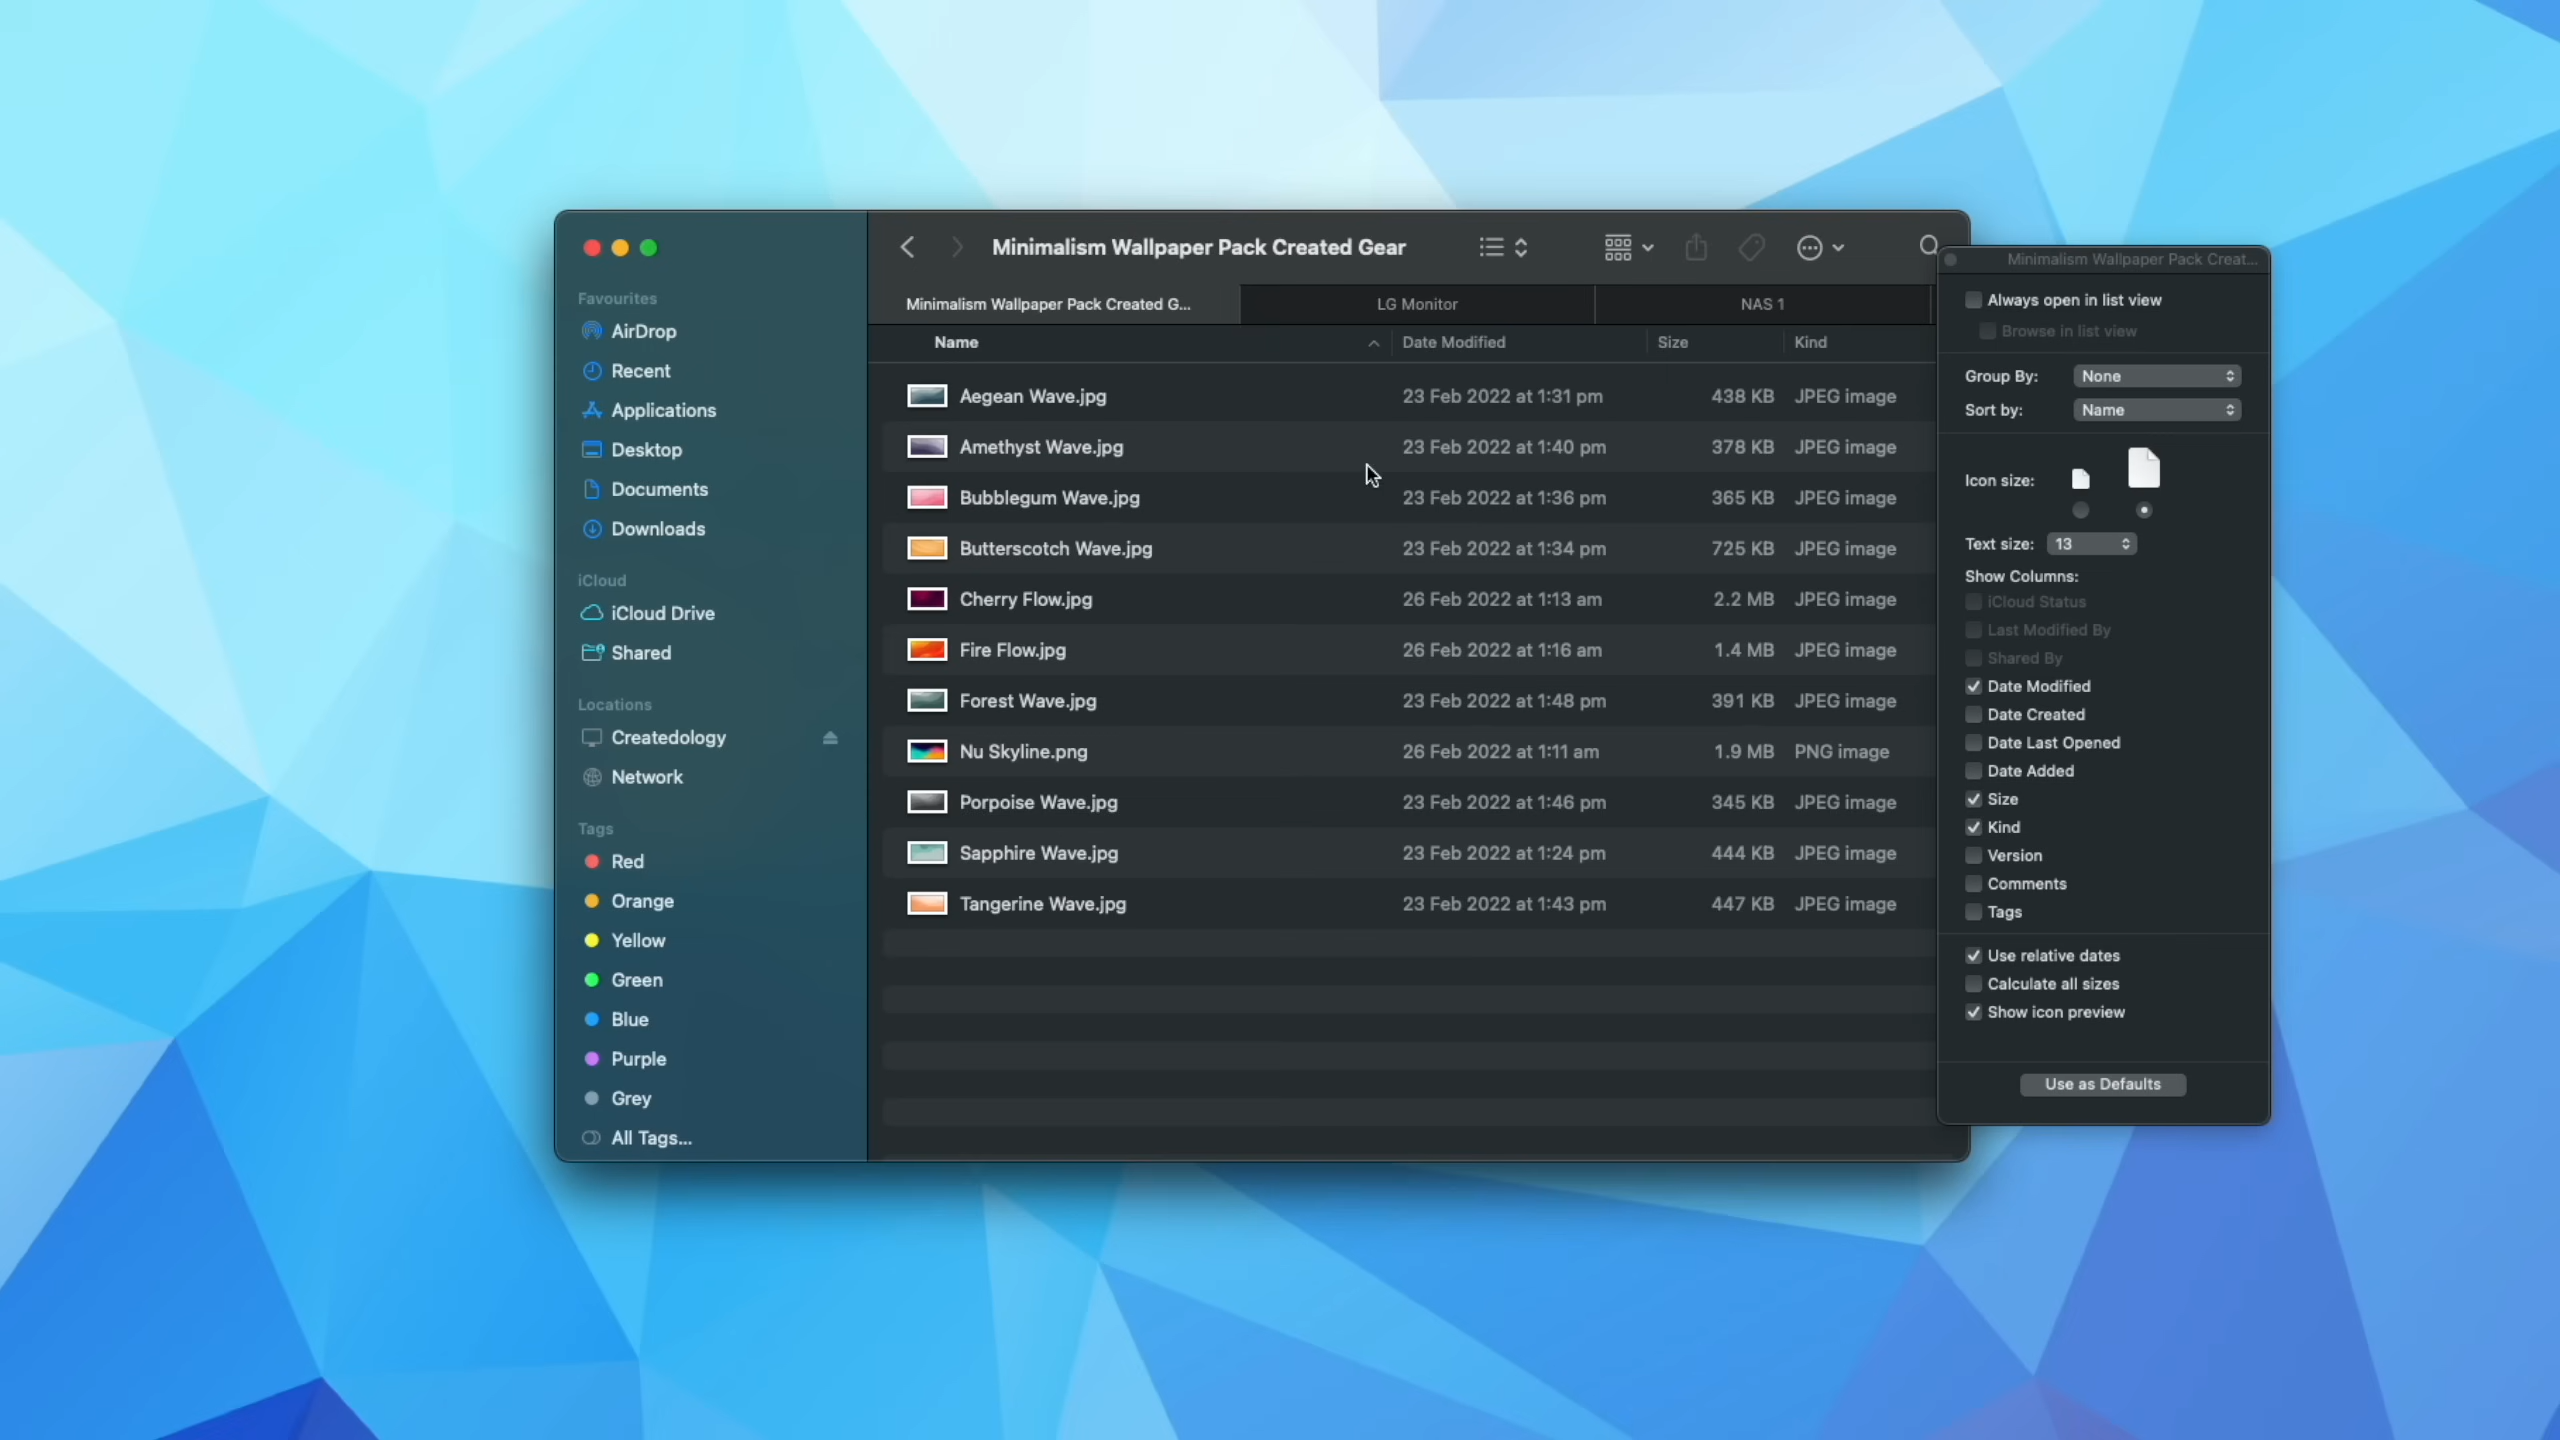 Minimalism Wallpaper Pack Created Gear
Minimalism Wallpaper Pack Created G...
LG Monitor
NAS 1
Favourites
AirDrop
Recent
Applications
Desktop
Documents
Downloads
iCloud
iCloud Drive
Shared
Locations
Createdology
Network
Tags
Red
Orange
Yellow
Green
Blue
Purple
Grey
All Tags...
Name Date Modified Size Kind
Aegean Wave.jpg 23 Feb 2022 at 1:31 pm 438 KB JPEG image
Amethyst Wave.jpg 23 Feb 2022 at 1:40 pm 378 KB JPEG image
Bubblegum Wave.jpg 23 Feb 2022 at 1:36 pm 365 KB JPEG image
Butterscotch Wave.jpg 23 Feb 2022 at 1:34 pm 725 KB JPEG image
Cherry Flow.jpg 26 Feb 2022 at 1:13 am 2.2 MB JPEG image
Fire Flow.jpg 26 Feb 2022 at 1:16 am 1.4 MB JPEG image
Forest Wave.jpg 23 Feb 2022 at 1:48 pm 391 KB JPEG image
Nu Skyline.png 26 Feb 2022 at 1:11 am 1.9 MB PNG image
Porpoise Wave.jpg 23 Feb 2022 at 1:46 pm 345 KB JPEG image
Sapphire Wave.jpg 23 Feb 2022 at 1:24 pm 444 KB JPEG image
Tangerine Wave.jpg 23 Feb 2022 at 1:43 pm 447 KB JPEG image
Minimalism Wallpaper Pack Creat...
Always open in list view
Browse in list view
Group By: None
Sort by: Name
Icon size:
Text size: 13
Show Columns:
iCloud Status
Last Modified By
Shared By
Date Modified
Date Created
Date Last Opened
Date Added
Size
Kind
Version
Comments
Tags
Use relative dates
Calculate all sizes
Show icon preview
Use as Defaults